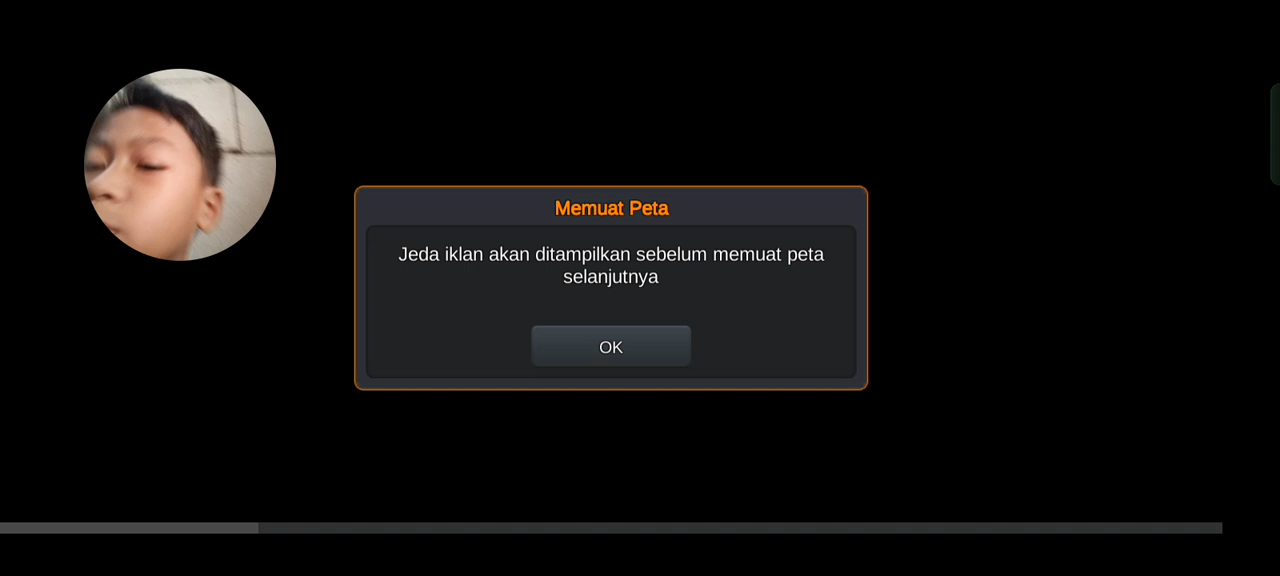 Memuat Peta
Jeda iklan akan ditampilkan sebelum memuat peta
selanjutnya
OK